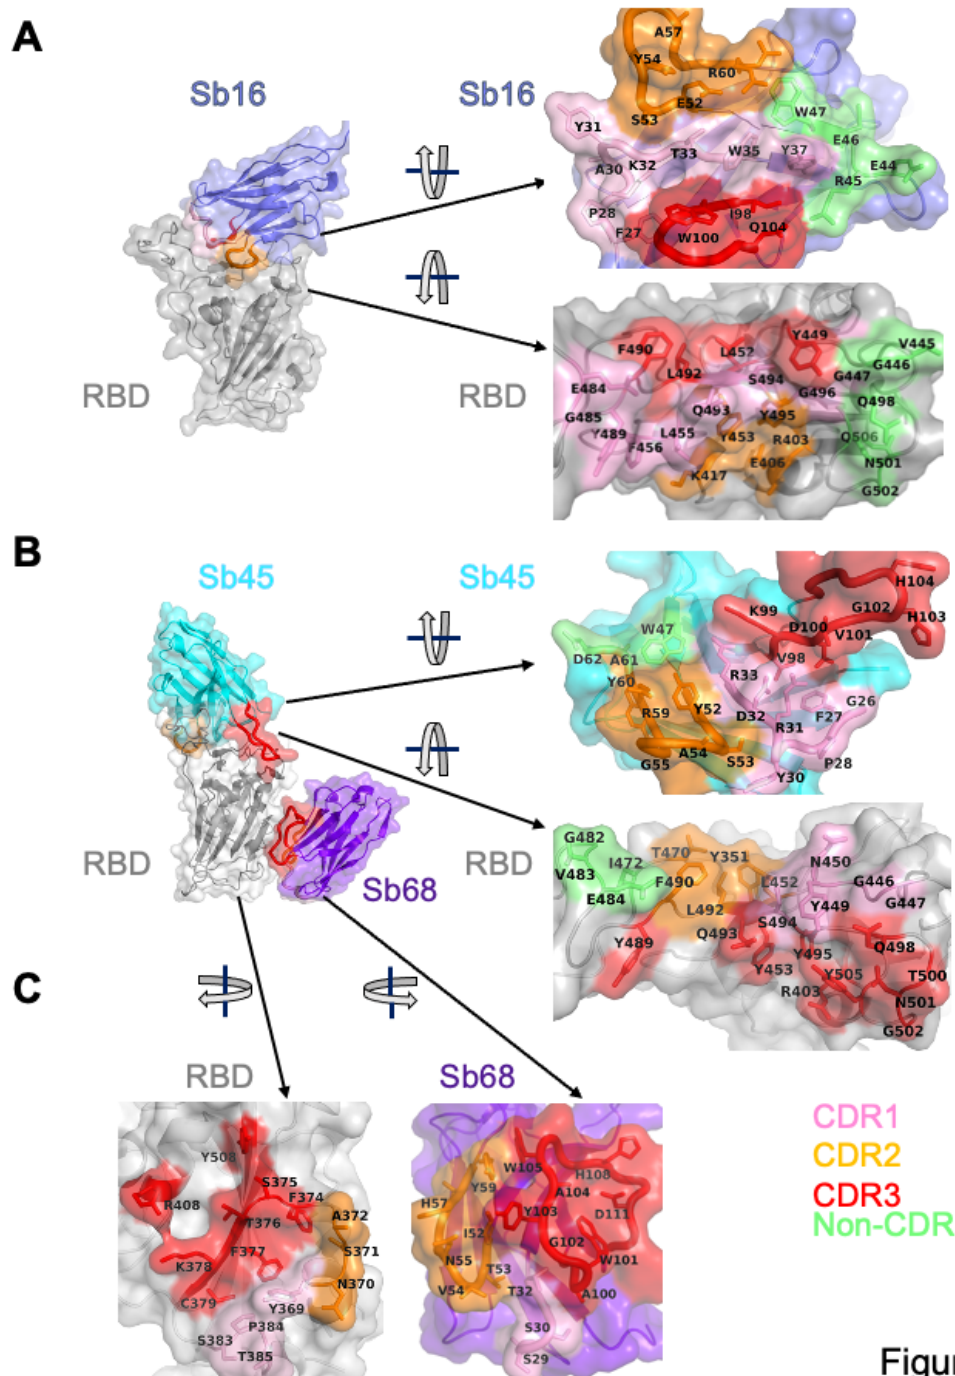 A
Sb16
Sb16
RBD
RBD
A57
Y54
R60
E52
S53
W47
Y31
E46
T33
W35
Y37
A30
K32
E44
R45
P28
I98
F27
Q104
W100
Y449
V445
F490
L452
G446
L492
S494
G447
E484
G496
Q498
Q493
G485
Y495
Y489
L455
Y453
R403
Q506
F456
E406
N501
K417
G502
B
Sb45
Sb45
RBD
RBD
Sb68
H104
K99
G102
H103
W47
D100
V101
D62
A61
V98
Y60
R33
G26
Y52
R59
D32
F27
R31
A54
S53
P28
G55
Y30
G482
T470
I472
Y351
N450
V483
F490
L452
G446
E484
Y449
G447
L492
S494
Q493
Y489
Y495
Q498
Y453
Y505
T500
R403
N501
G502
C
RBD
Sb68
Y508
S375
F374
R408
A372
T376
F377
S371
K378
N370
C379
Y369
P384
S383
T385
W105
H108
Y59
A104
H57
Y103
D111
I52
G102
N55
W101
T53
V54
T32
A100
S30
S29
CDR1
CDR2
CDR3
Non-CDR
Figur